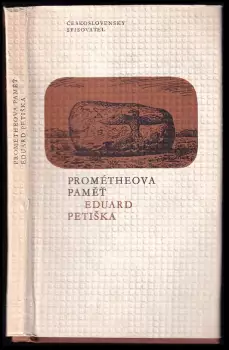 ČESKOSLOVENSKÝ
SPISOVATEL
PROMÉTHEOVA
PAMĚŤ
EDUARD
PETIŠKA
PROMÉTHEOVA PAMĚŤ
EDUARD PETIŠKA